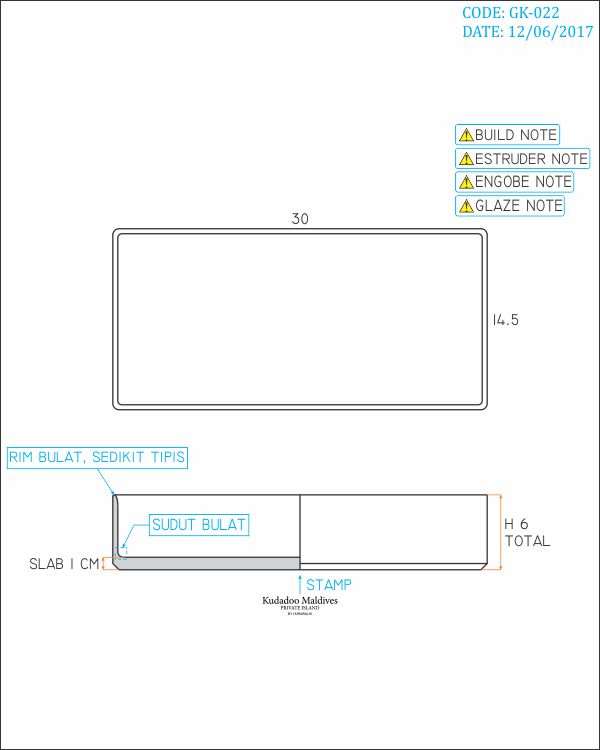 CODE: GK-022
DATE: 12/06/2017
BUILD NOTE
ESTRUDER NOTE
ENGOBE NOTE
GLAZE NOTE
30
14.5
RIM BULAT, SEDIKIT TIPIS
SUDUT BULAT
H 6
TOTAL
SLAB 1 CM
STAMP
Kudadoo Maldives
PRIVATE ISLAND